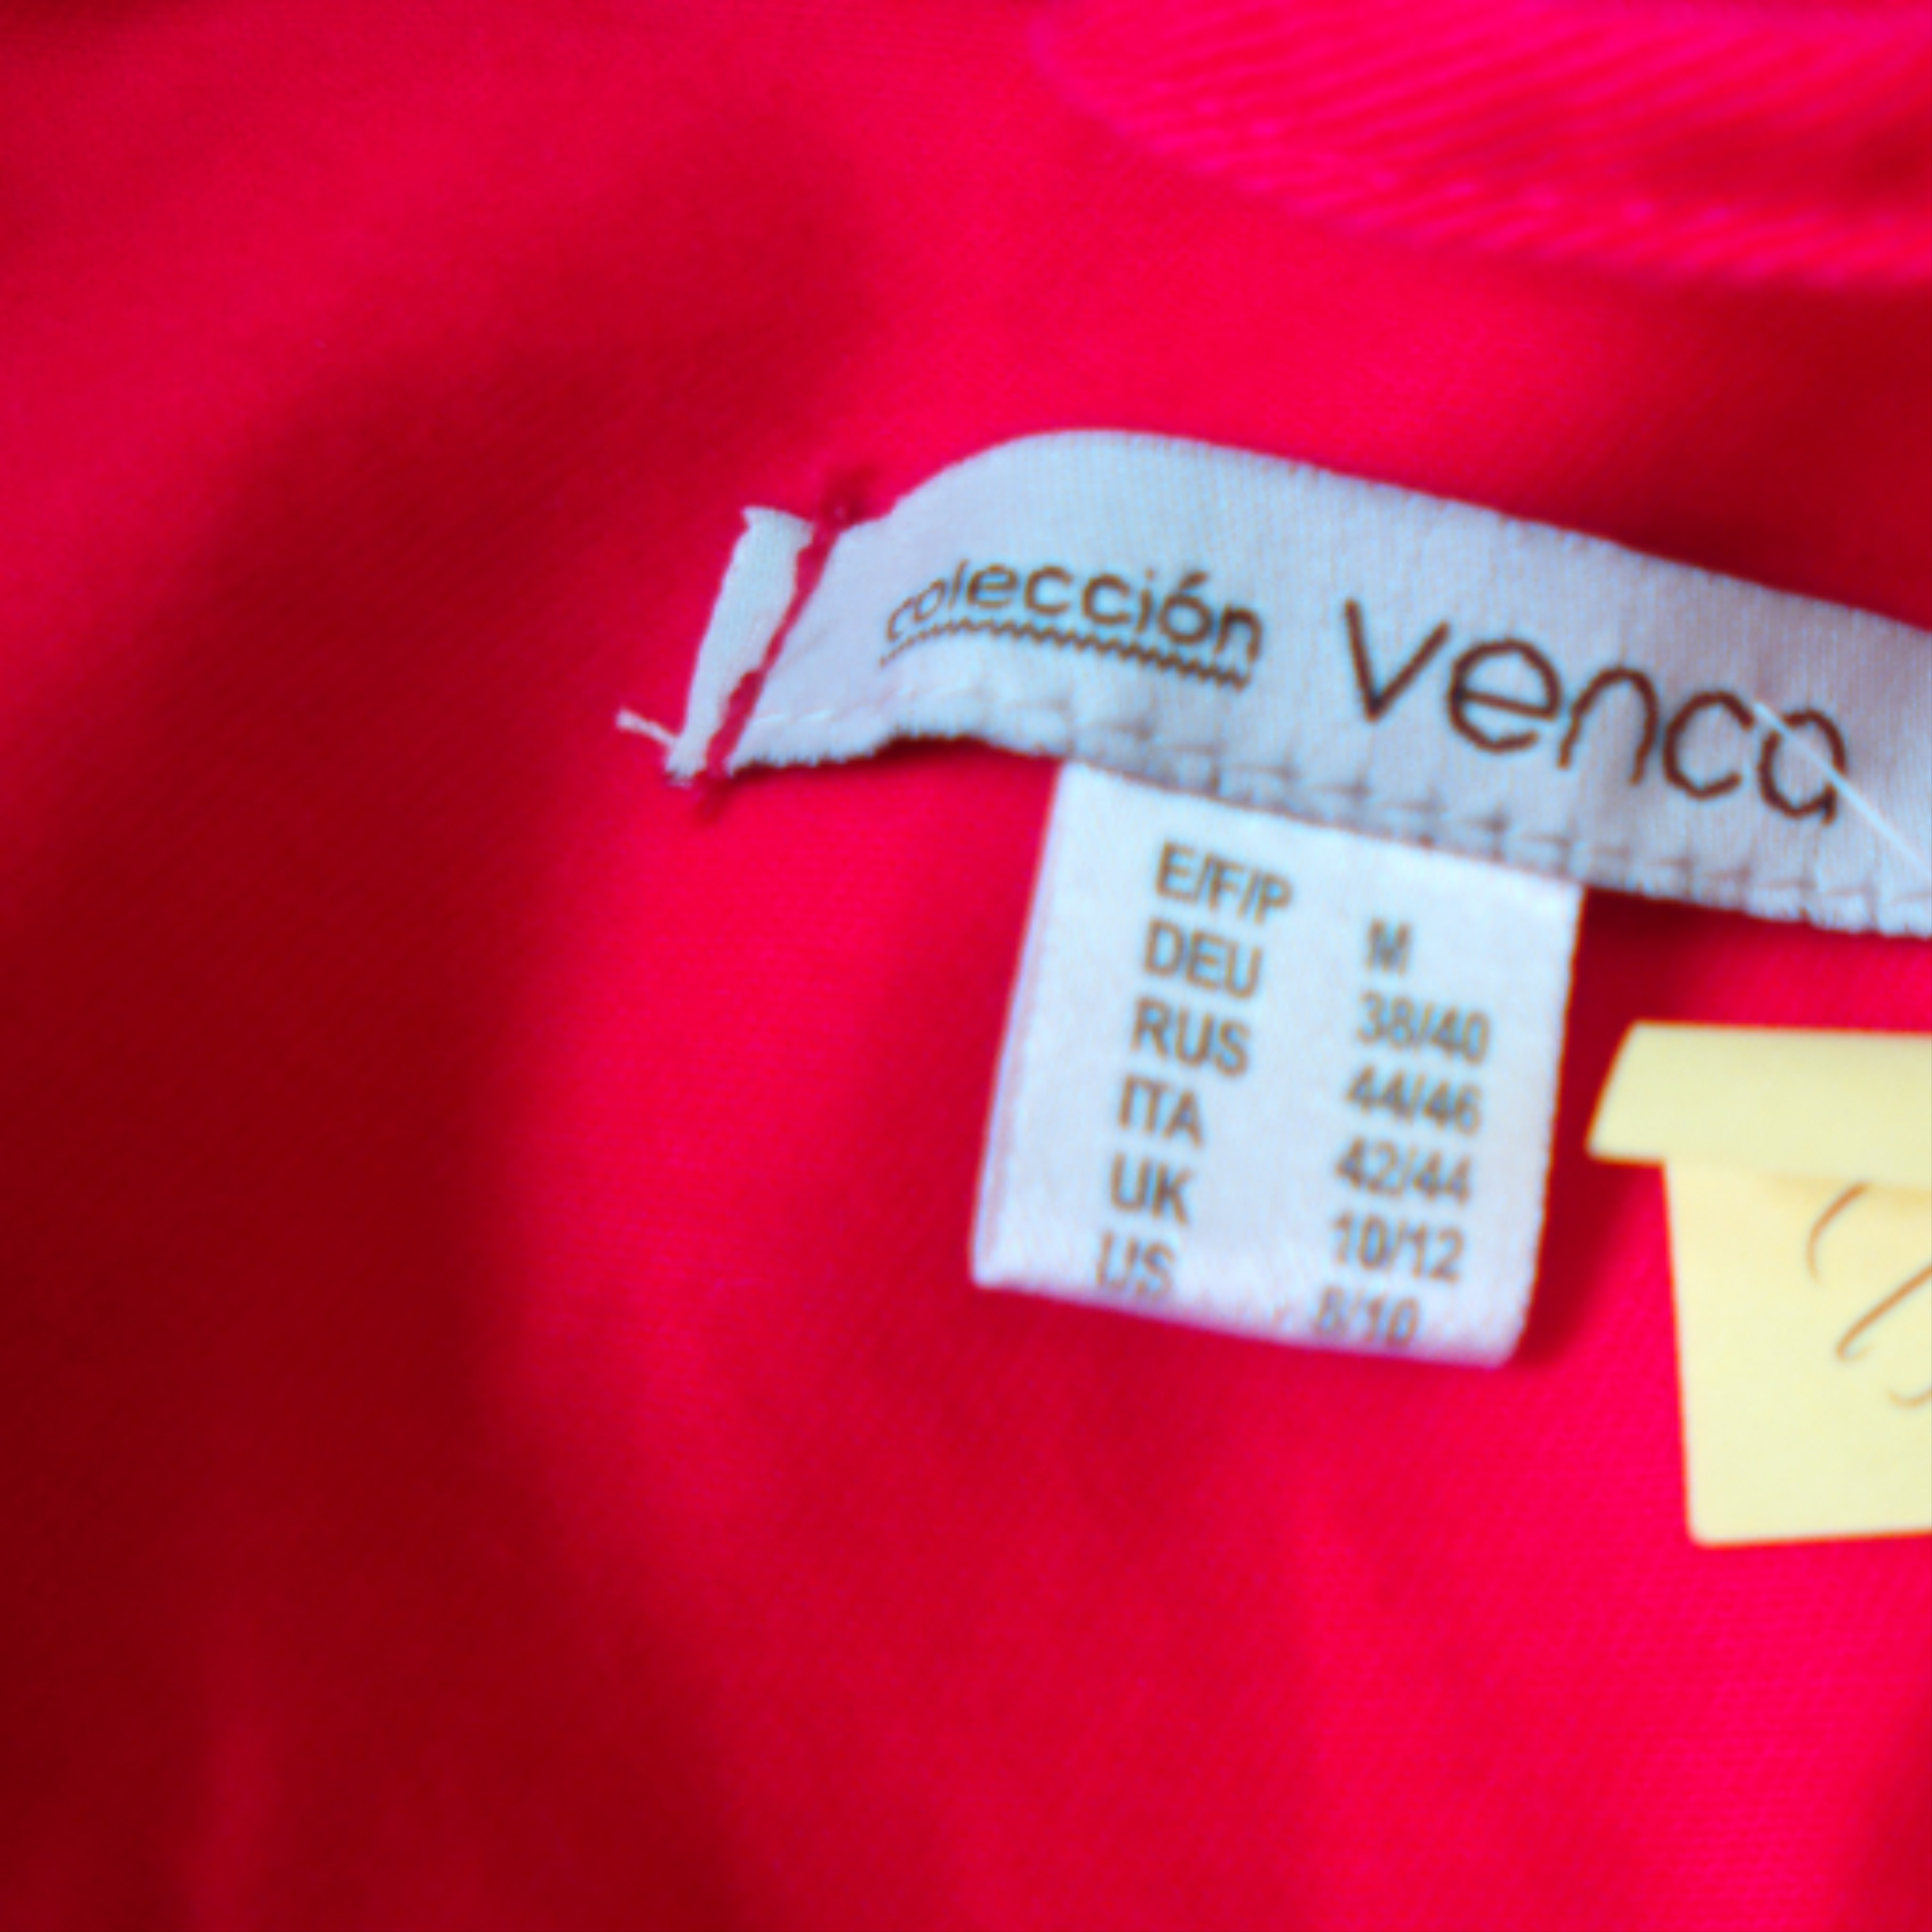 colección venca
E/F/P M
DEU 38/40
RUS 44/46
ITA 42/44
UK 10/12
US 8/10